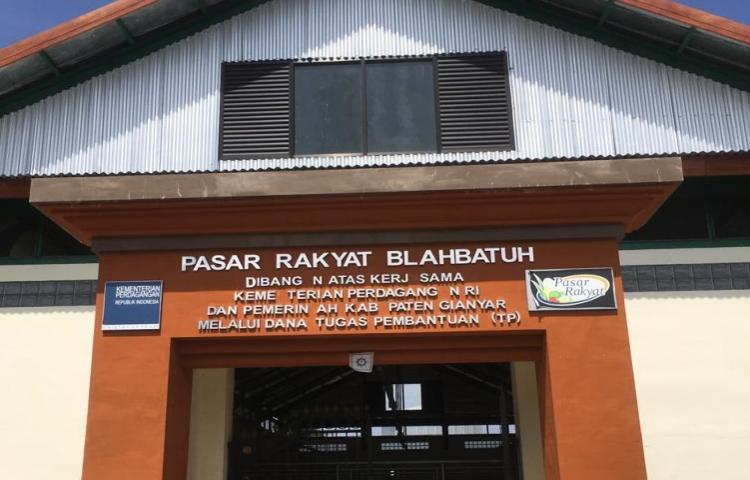 PASAR RAKYAT BLAHBATUH
DIBANG N ATAS KERJ SAMA
KEME TERIAN PERDAGANG N RI
DAN PEMERIN AH KAB PATEN GIANYAR
MELALUI DANA TUGAS PEMBANTUAN (TP)
KEMENTERIAN
PERDAGANGAN
REPUBLIK INDONESIA
Pasar
Rakyat